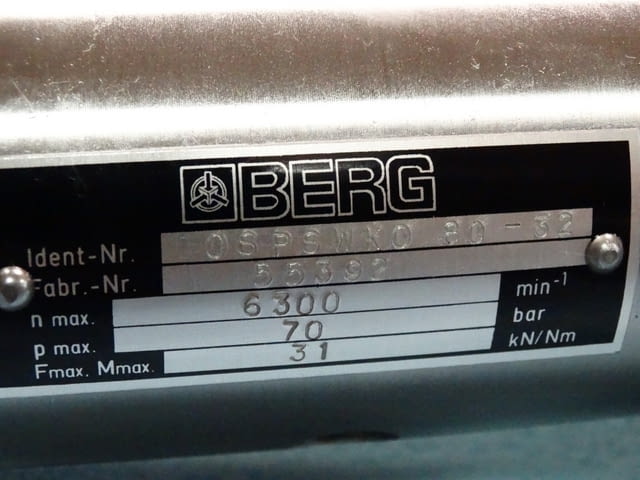 BERG
Ident-Nr. OSPSWKO 80-32
Fabr.-Nr. 55392
n max. 6300 min-1
p max. 70 bar
Fmax. Mmax. 31 kN/Nm